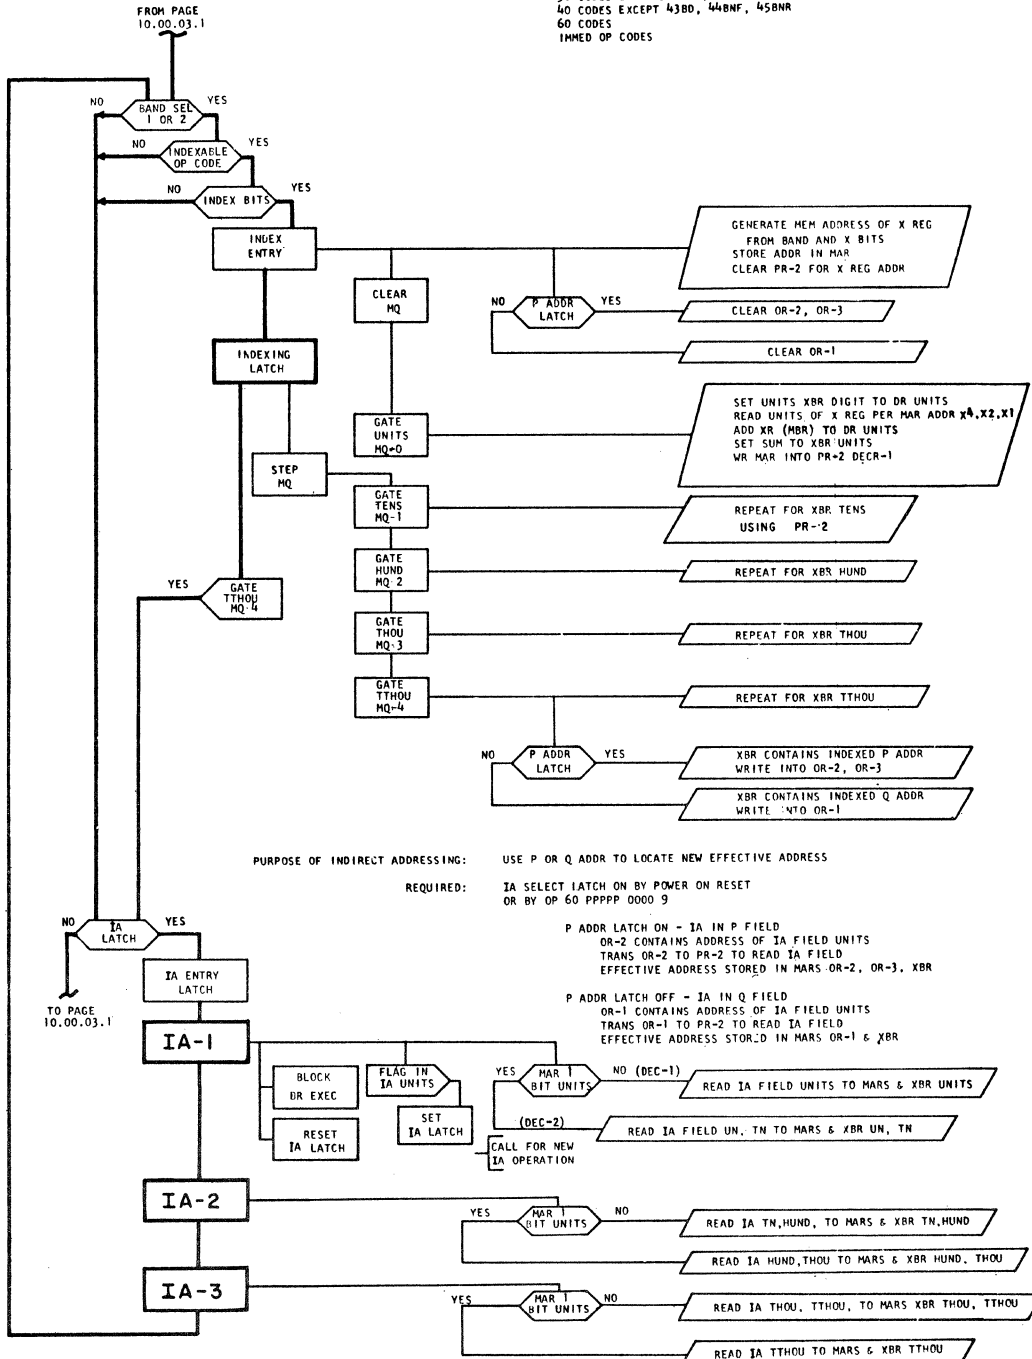 FROM PAGE
10.00.03.1
40 CODES EXCEPT 43BD, 44BNF, 45BNR
60 CODES
IMMED OP CODES
NO
BAND SEL
1 OR 2
YES
NO
INDEXABLE
OP CODE
YES
NO
INDEX BITS
YES
INDEX
ENTRY
GENERATE MEM ADDRESS OF X REG
FROM BAND AND X BITS
STORE ADDR IN MAR
CLEAR PR-2 FOR X REG ADDR
CLEAR
MQ
NO
P ADDR
LATCH
YES
CLEAR OR-2, OR-3
CLEAR OR-1
INDEXING
LATCH
SET UNITS XBR DIGIT TO DR UNITS
READ UNITS OF X REG PER MAR ADDR X4,X2,X1
ADD XR (MBR) TO DR UNITS
SET SUM TO XBR UNITS
WR MAR INTO PR-2 DECR-1
GATE
UNITS
MQ-0
STEP
MQ
GATE
TENS
MQ-1
REPEAT FOR XBR TENS
USING PR-2
GATE
HUND
MQ-2
REPEAT FOR XBR HUND
YES
GATE
TTHOU
MQ-4
GATE
THOU
MQ-3
REPEAT FOR XBR THOU
GATE
TTHOU
MQ-4
REPEAT FOR XBR TTHOU
NO
P ADDR
LATCH
YES
XBR CONTAINS INDEXED P ADDR
WRITE INTO OR-2, OR-3
XBR CONTAINS INDEXED Q ADDR
WRITE INTO OR-1
PURPOSE OF INDIRECT ADDRESSING: USE P OR Q ADDR TO LOCATE NEW EFFECTIVE ADDRESS
REQUIRED: IA SELECT LATCH ON BY POWER ON RESET
OR BY OP 60 PPPPP 0000 9
P ADDR LATCH ON - IA IN P FIELD
OR-2 CONTAINS ADDRESS OF IA FIELD UNITS
TRANS OR-2 TO PR-2 TO READ IA FIELD
EFFECTIVE ADDRESS STORED IN MARS OR-2, OR-3, XBR
P ADDR LATCH OFF - IA IN Q FIELD
OR-1 CONTAINS ADDRESS OF IA FIELD UNITS
TRANS OR-1 TO PR-2 TO READ IA FIELD
EFFECTIVE ADDRESS STORED IN MARS OR-1 & XBR
NO
IA
LATCH
YES
IA ENTRY
LATCH
TO PAGE
10.00.03.1
IA-1
BLOCK
BR EXEC
RESET
IA LATCH
FLAG IN
IA UNITS
SET
IA LATCH
CALL FOR NEW
IA OPERATION
YES
MAR 1
BIT UNITS
NO (DEC-1)
READ IA FIELD UNITS TO MARS & XBR UNITS
(DEC-2)
READ IA FIELD UN, TN TO MARS & XBR UN, TN
IA-2
YES
MAR 1
BIT UNITS
NO
READ IA TN,HUND, TO MARS & XBR TN,HUND
READ IA HUND,THOU TO MARS & XBR HUND, THOU
IA-3
YES
MAR 1
BIT UNITS
NO
READ IA THOU, TTHOU, TO MARS XBR THOU, TTHOU
READ IA TTHOU TO MARS & XBR TTHOU